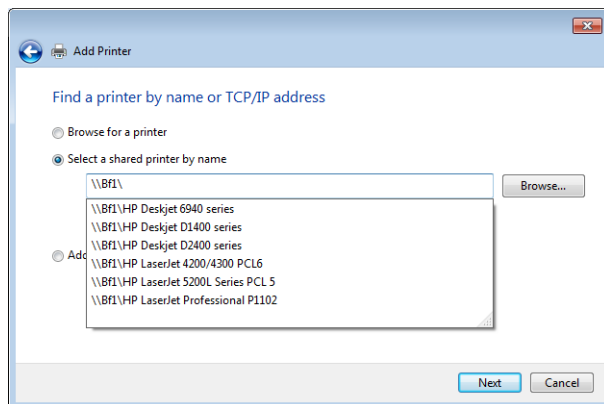 Add Printer
Find a printer by name or TCP/IP address
Browse for a printer
Select a shared printer by name
\\Bf1\
Browse...
\\Bf1\HP Deskjet 6940 series
\\Bf1\HP Deskjet D1400 series
\\Bf1\HP Deskjet D2400 series
Add
\\Bf1\HP LaserJet 4200/4300 PCL6
\\Bf1\HP LaserJet 5200L Series PCL 5
\\Bf1\HP LaserJet Professional P1102
Next
Cancel